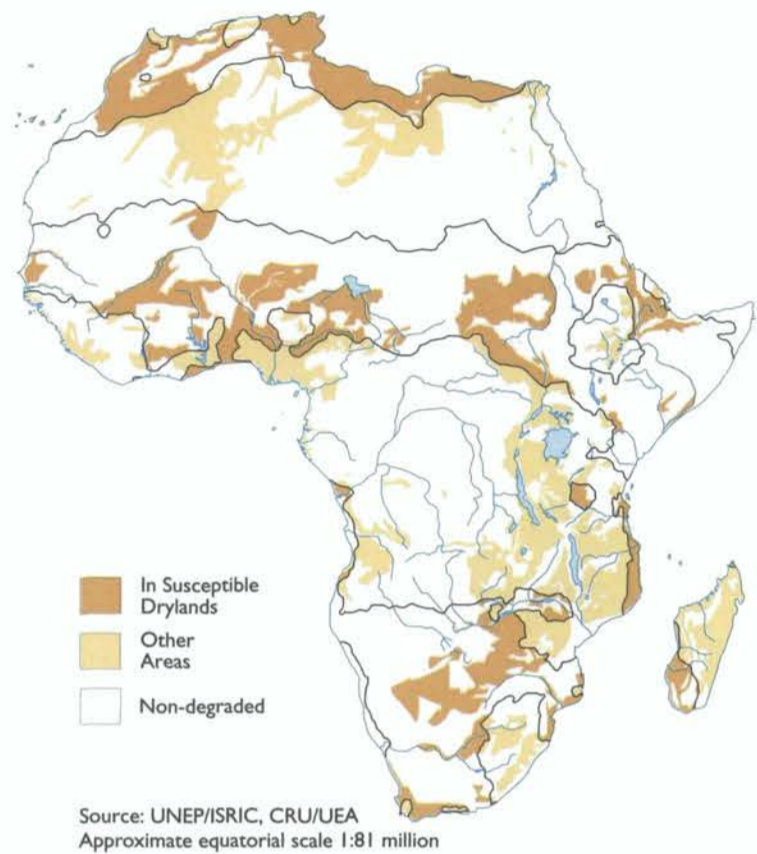 In Susceptible
Drylands
Other
Areas
Non-degraded
Source: UNEP/ISRIC, CRU/UEA
Approximate equatorial scale 1:81 million